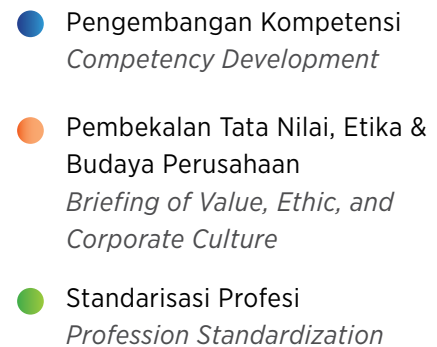 Pengembangan Kompetensi
Competency Development
Pembekalan Tata Nilai, Etika &
Budaya Perusahaan
Briefing of Value, Ethic, and
Corporate Culture
Standarisasi Profesi
Profession Standardization